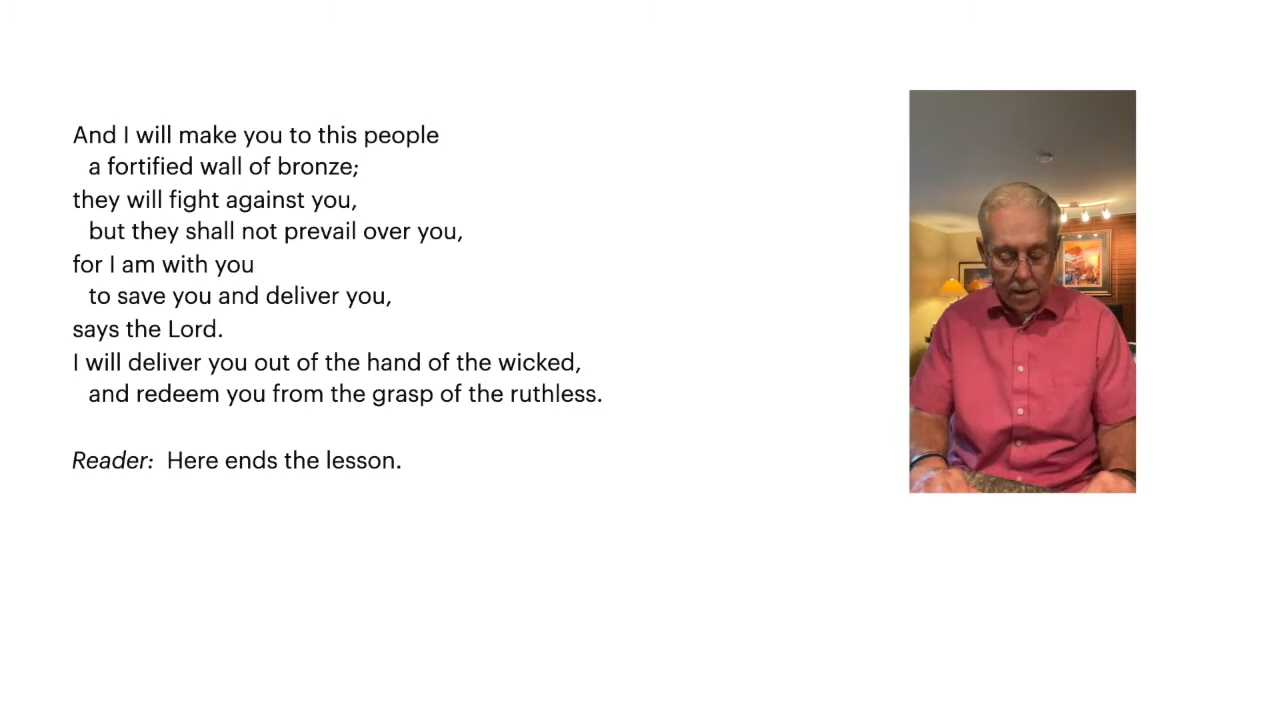 And I will make you to this people
a fortified wall of bronze;
they will fight against you,
but they shall not prevail over you,
for I am with you
to save you and deliver you,
says the Lord.
I will deliver you out of the hand of the wicked,
and redeem you from the grasp of the ruthless.
Reader: Here ends the lesson.